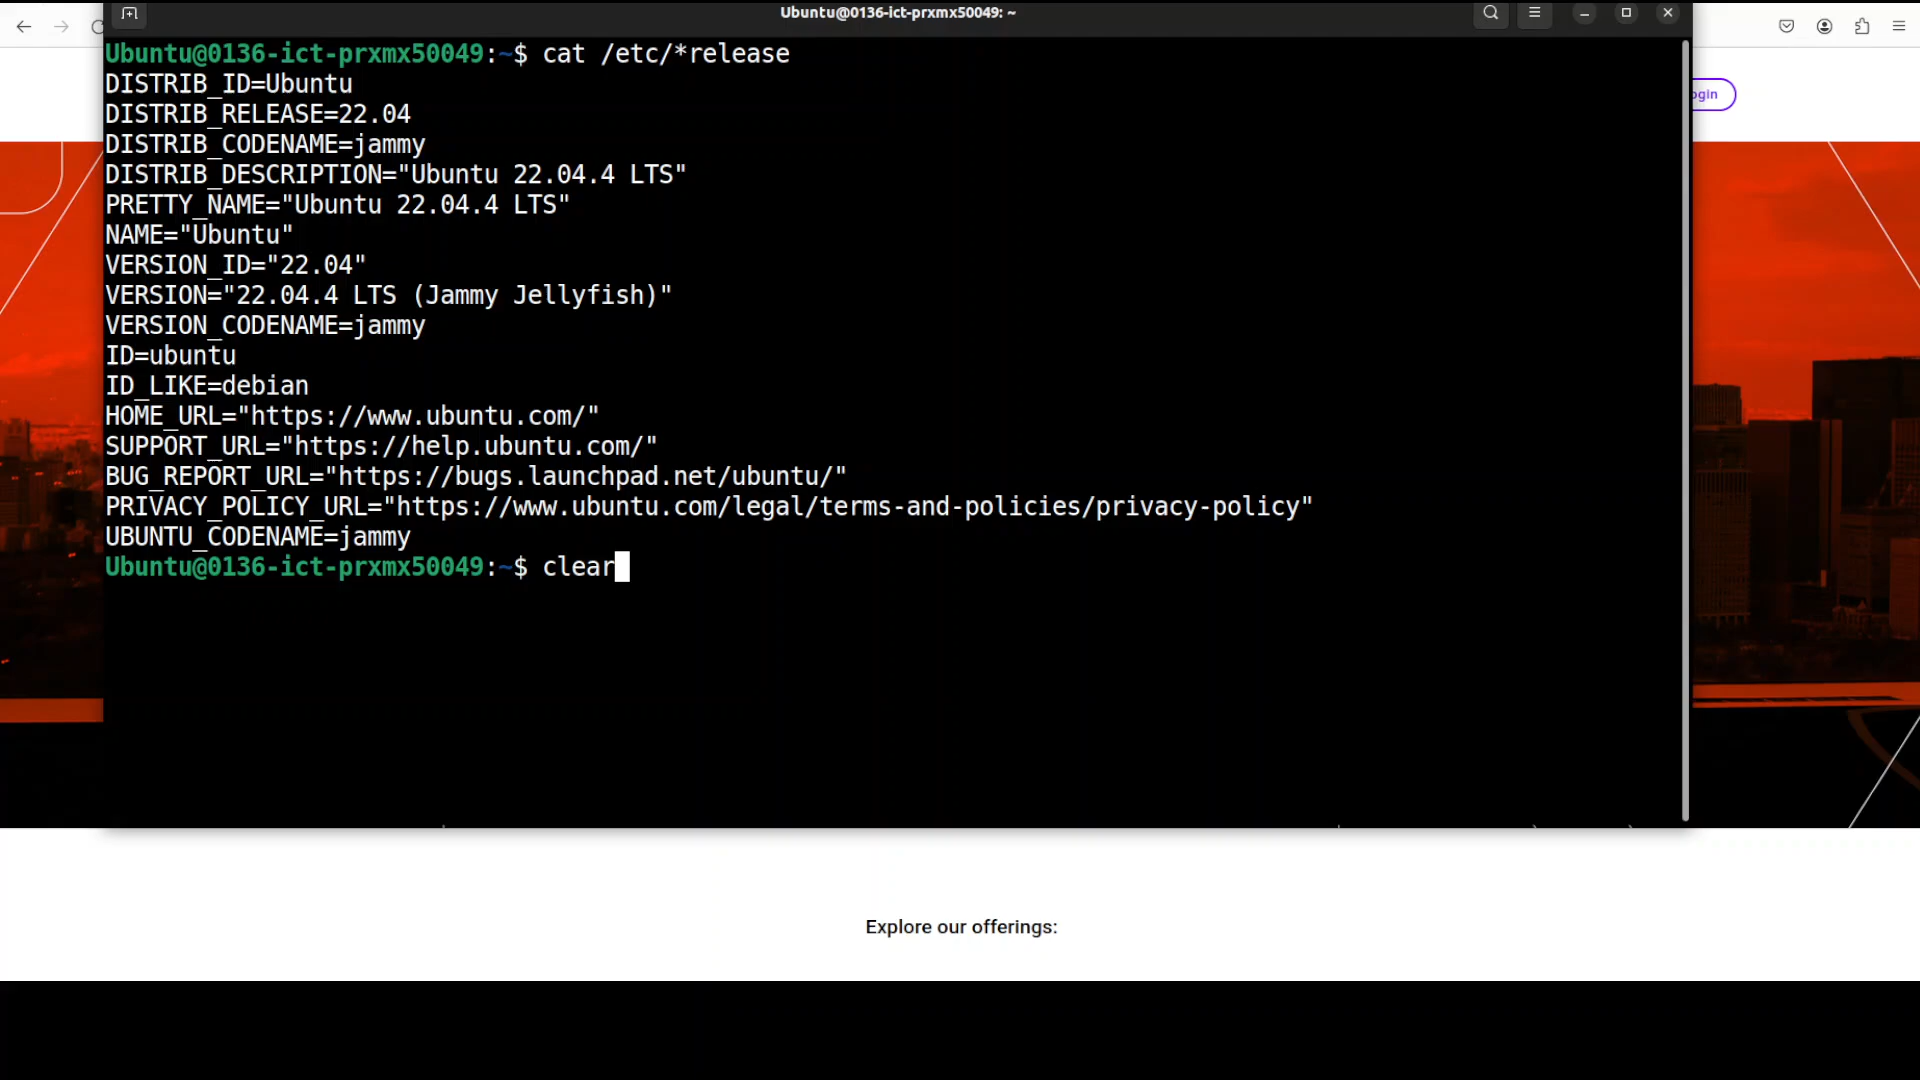 Ubuntu@0136-ict-prxmx50049: ~
Ubuntu@0136-ict-prxmx50049:~$ cat /etc/*release
DISTRIB_ID=Ubuntu
DISTRIB_RELEASE=22.04
DISTRIB_CODENAME=jammy
DISTRIB_DESCRIPTION="Ubuntu 22.04.4 LTS"
PRETTY_NAME="Ubuntu 22.04.4 LTS"
NAME="Ubuntu"
VERSION_ID="22.04"
VERSION="22.04.4 LTS (Jammy Jellyfish)"
VERSION_CODENAME=jammy
ID=ubuntu
ID_LIKE=debian
HOME_URL="https://www.ubuntu.com/"
SUPPORT_URL="https://help.ubuntu.com/"
BUG_REPORT_URL="https://bugs.launchpad.net/ubuntu/"
PRIVACY_POLICY_URL="https://www.ubuntu.com/legal/terms-and-policies/privacy-policy"
UBUNTU_CODENAME=jammy
Ubuntu@0136-ict-prxmx50049:~$ clear
ogin
Explore our offerings: